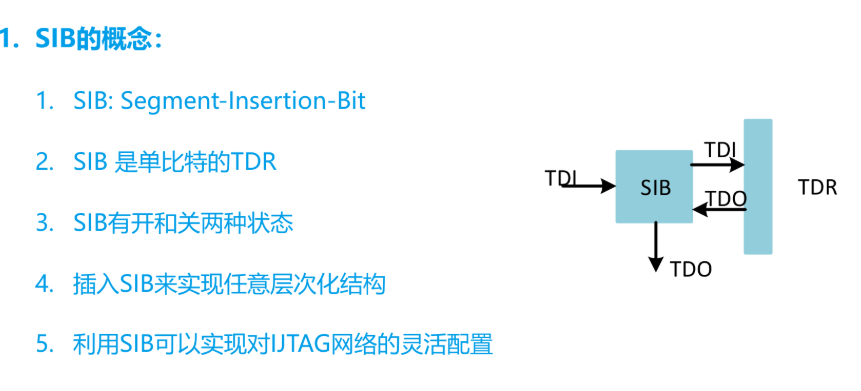 1. SIB的概念：
1. SIB: Segment-Insertion-Bit
2. SIB 是单比特的TDR
3. SIB有开和关两种状态
4. 插入SIB来实现任意层次化结构
5. 利用SIB可以实现对IJTAG网络的灵活配置
TDI
SIB
TDI
TDO
TDR
TDO